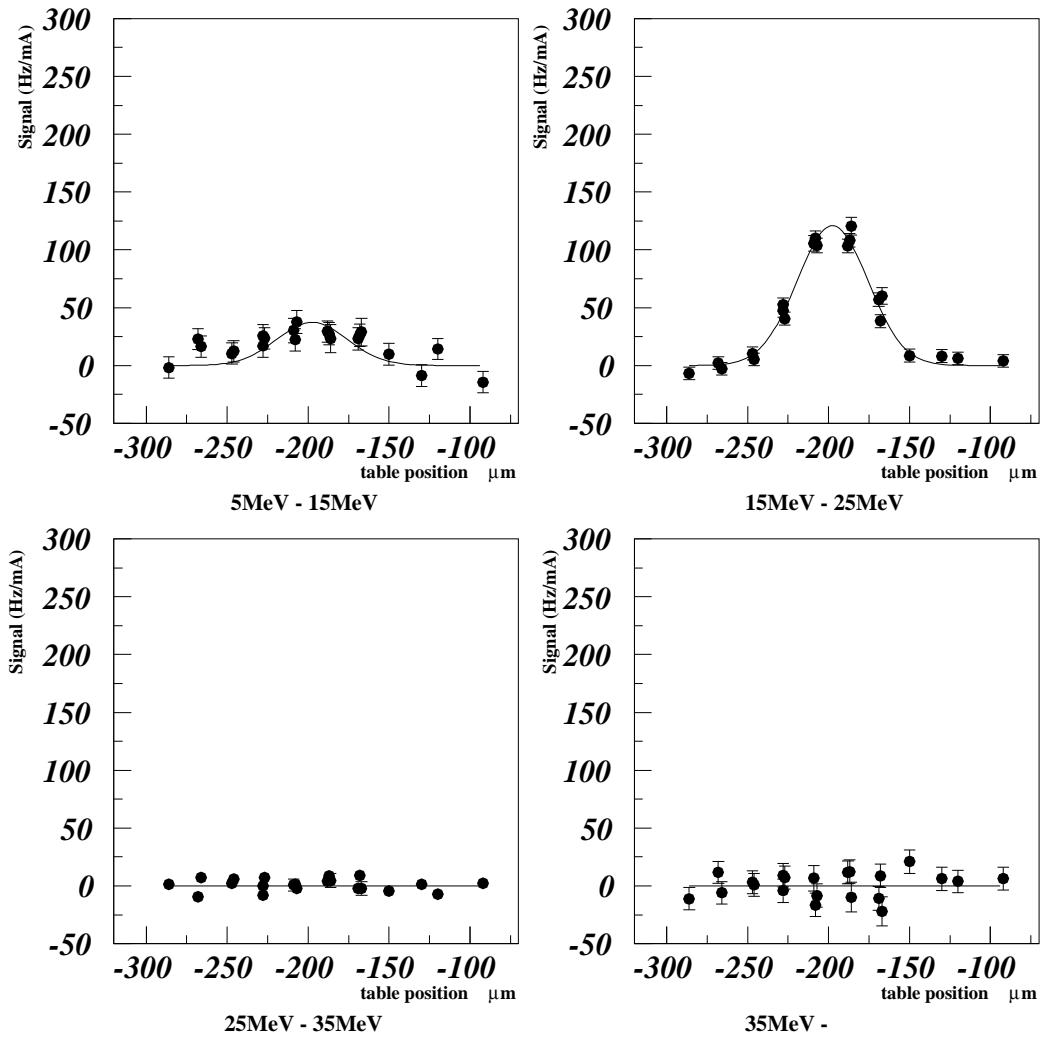 Signal (Hz/mA)
300
250
200
150
100
50
0
-50
-300 -250 -200 -150 -100
table position μm
5MeV - 15MeV
Signal (Hz/mA)
300
250
200
150
100
50
0
-50
-300 -250 -200 -150 -100
table position μm
15MeV - 25MeV
Signal (Hz/mA)
300
250
200
150
100
50
0
-50
-300 -250 -200 -150 -100
table position μm
25MeV - 35MeV
Signal (Hz/mA)
300
250
200
150
100
50
0
-50
-300 -250 -200 -150 -100
table position μm
35MeV -